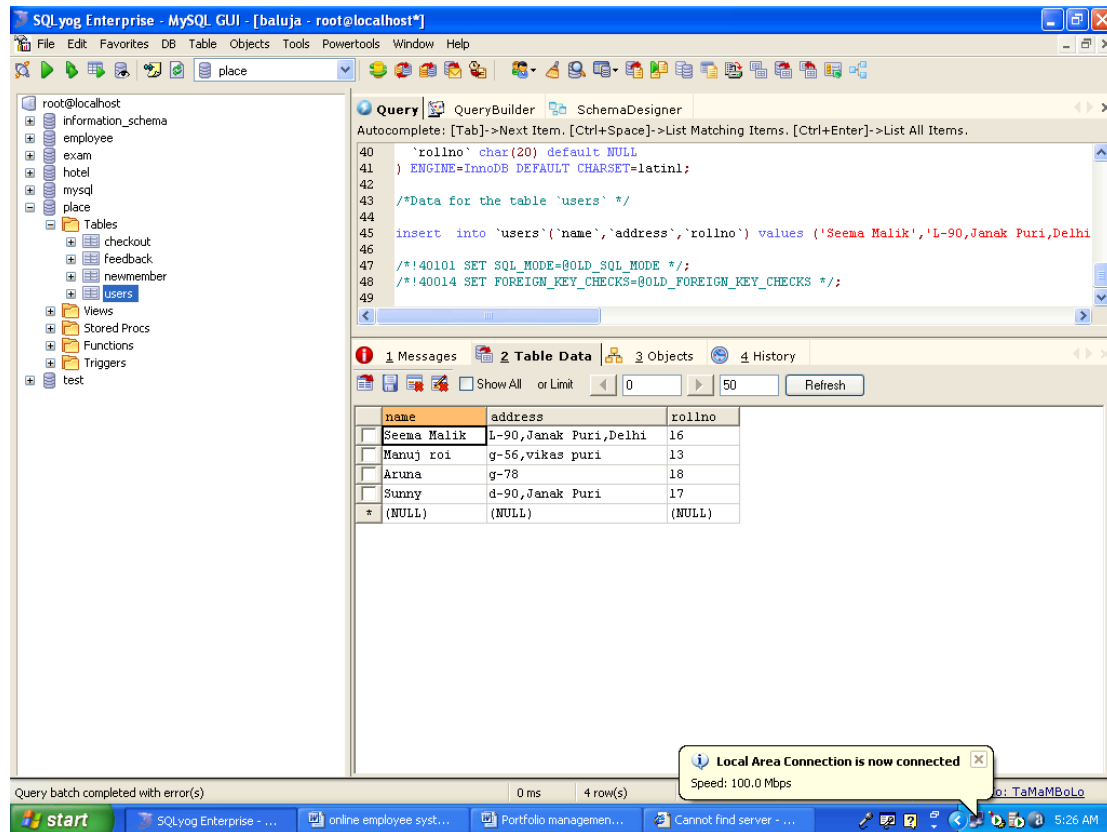 SQLyog Enterprise - MySQL GUI - [baluja - root@localhost*]
File Edit Favorites DB Table Objects Tools Powertools Window Help
place
root@localhost
information_schema
employee
exam
hotel
mysql
place
Tables
checkout
feedback
newmember
users
Views
Stored Procs
Functions
Triggers
test
Query QueryBuilder SchemaDesigner
Autocomplete: [Tab]->Next Item. [Ctrl+Space]->List Matching Items. [Ctrl+Enter]->List All Items.
40 `rollno` char(20) default NULL
41 ) ENGINE=InnoDB DEFAULT CHARSET=latin1;
42
43 /*Data for the table `users` */
44
45 insert into `users`(`name`,`address`,`rollno`) values ('Seema Malik','L-90,Janak Puri,Delhi
46
47 /*!40101 SET SQL_MODE=@OLD_SQL_MODE */;
48 /*!40014 SET FOREIGN_KEY_CHECKS=@OLD_FOREIGN_KEY_CHECKS */;
49
1 Messages 2 Table Data 3 Objects 4 History
Show All or Limit 0 50 Refresh
name address rollno
Seema Malik L-90,Janak Puri,Delhi 16
Manuj roi g-56,vikas puri 13
Aruna g-78 18
Sunny d-90,Janak Puri 17
* (NULL) (NULL) (NULL)
Local Area Connection is now connected
Speed: 100.0 Mbps
Query batch completed with error(s) 0 ms 4 row(s) o: TaMaMBoLo
start SQLyog Enterprise - ... online employee syst... Portfolio managemen... Cannot find server - ... 5:26 AM